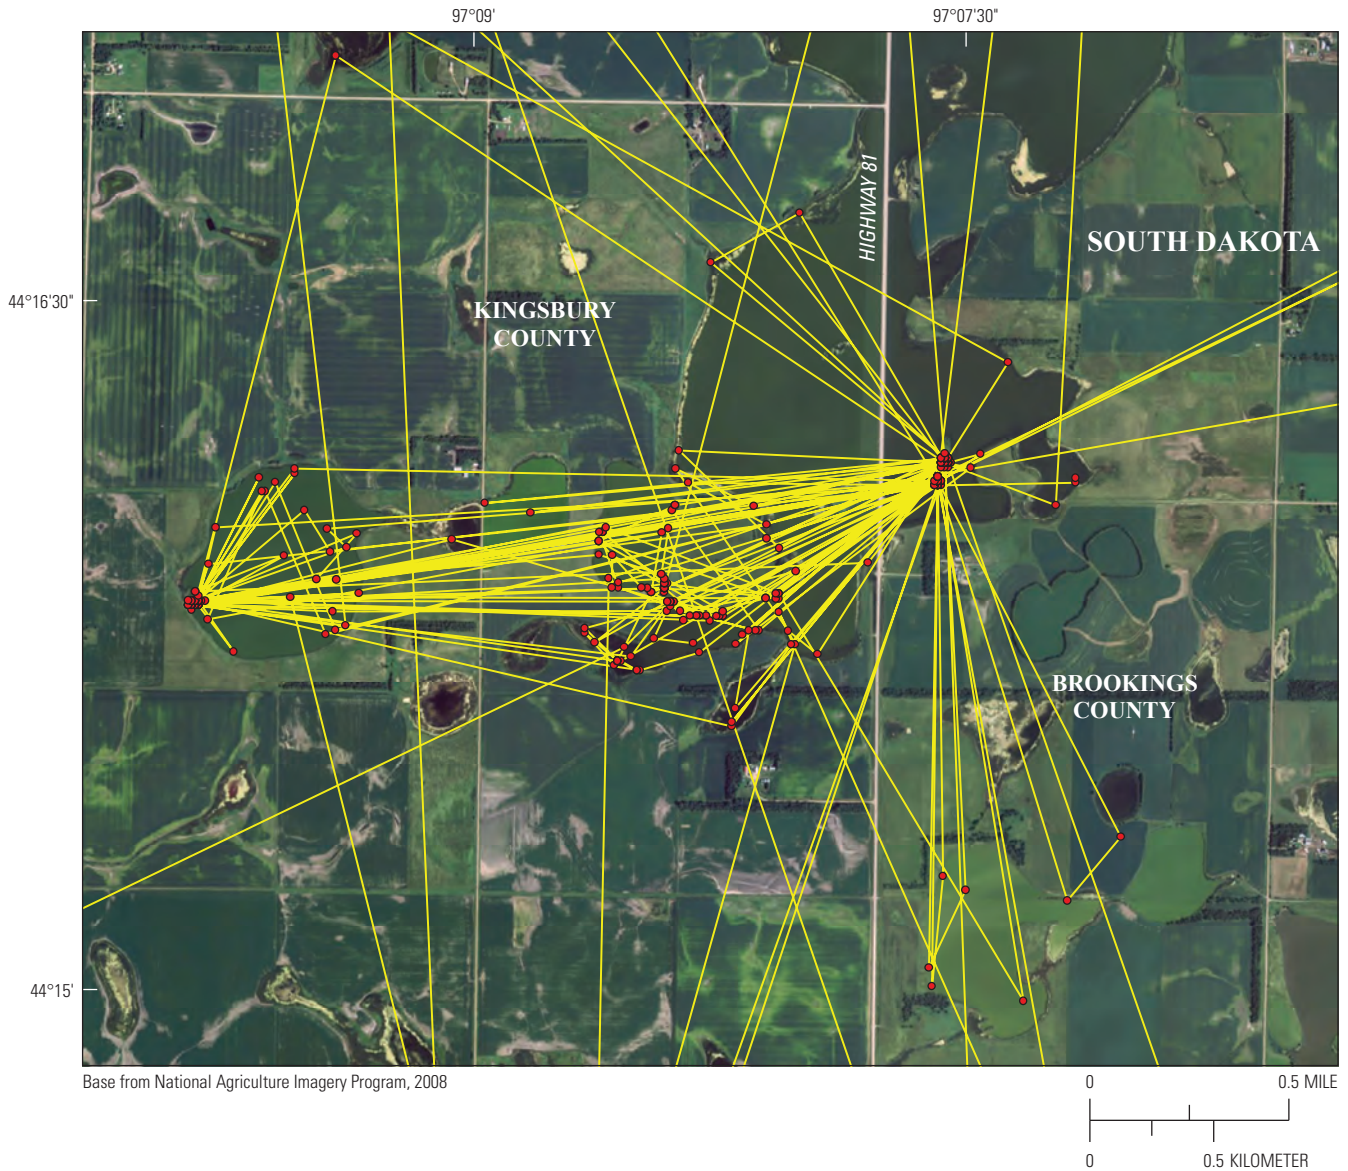 97°09'
97°07'30"
HIGHWAY 81
SOUTH DAKOTA
44°16'30"
KINGSBURY
COUNTY
BROOKINGS
COUNTY
44°15'
Base from National Agriculture Imagery Program, 2008
0 0.5 MILE
0 0.5 KILOMETER